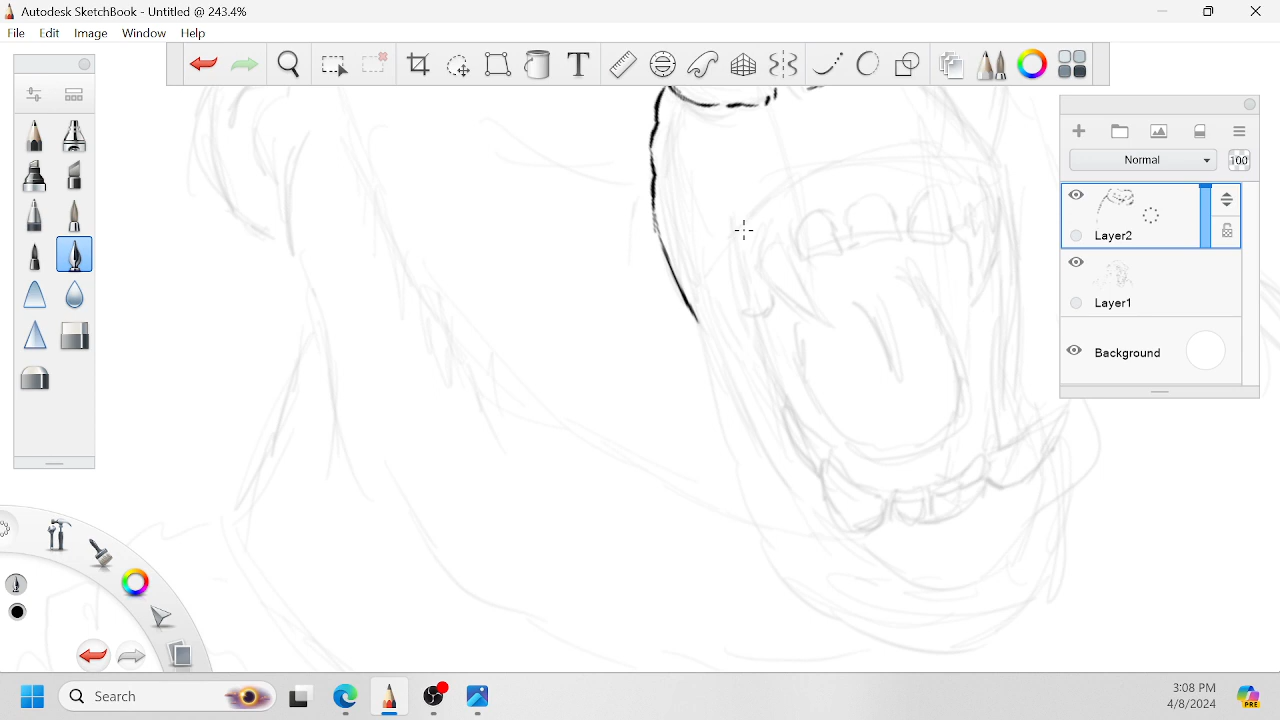 Autodesk SketchBook - Untitled @ 243.4%
File Edit Image Window Help
T
Normal 100
Layer2
Layer1
Background
Search
3:08 PM
4/8/2024
PRE